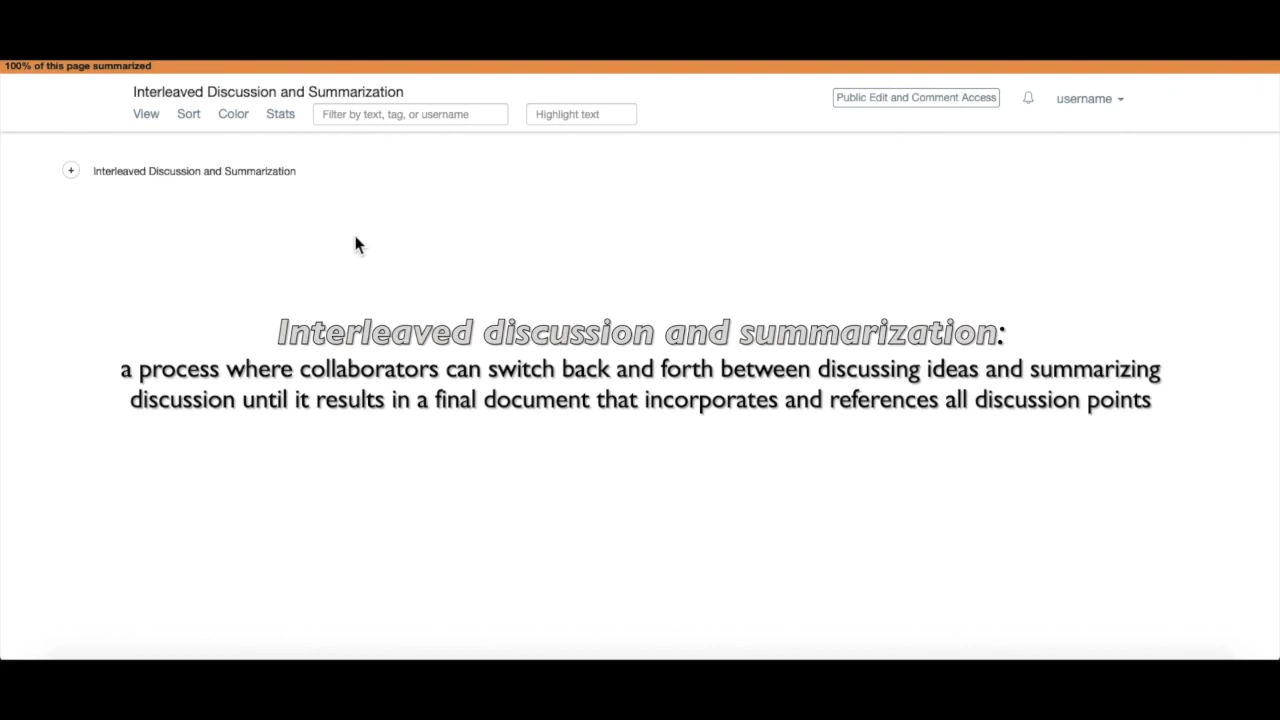 100% of this page summarized
Interleaved Discussion and Summarization
Public Edit and Comment Access
username
View Sort Color Stats Filter by text, tag, or username Highlight text
+ Interleaved Discussion and Summarization
Interleaved discussion and summarization:
a process where collaborators can switch back and forth between discussing ideas and summarizing
discussion until it results in a final document that incorporates and references all discussion points